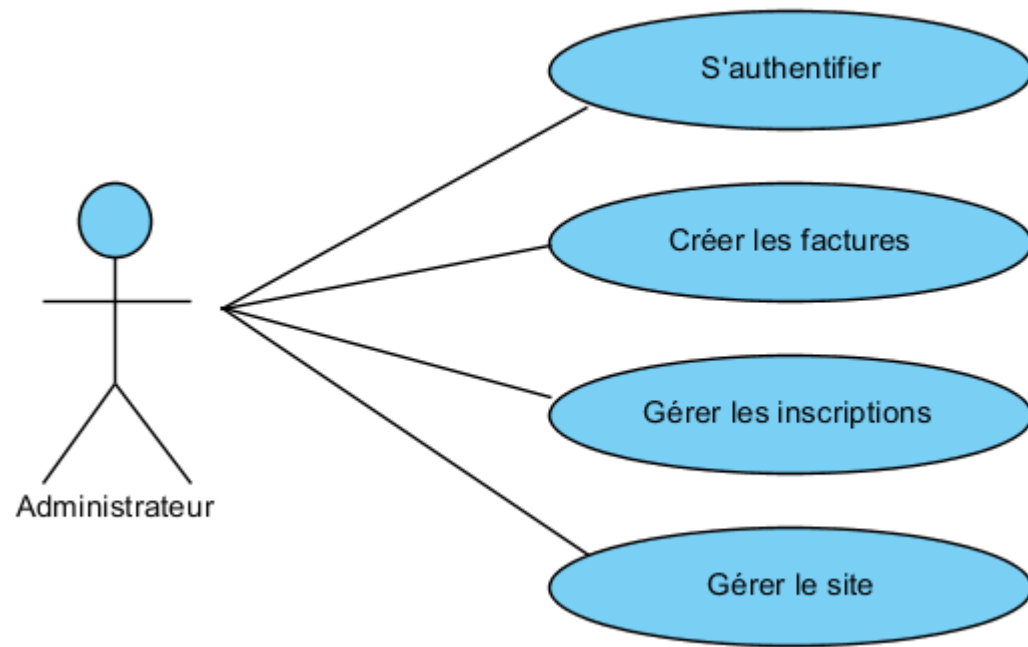 S'authentifier
Créer les factures
Gérer les inscriptions
Administrateur
Gérer le site